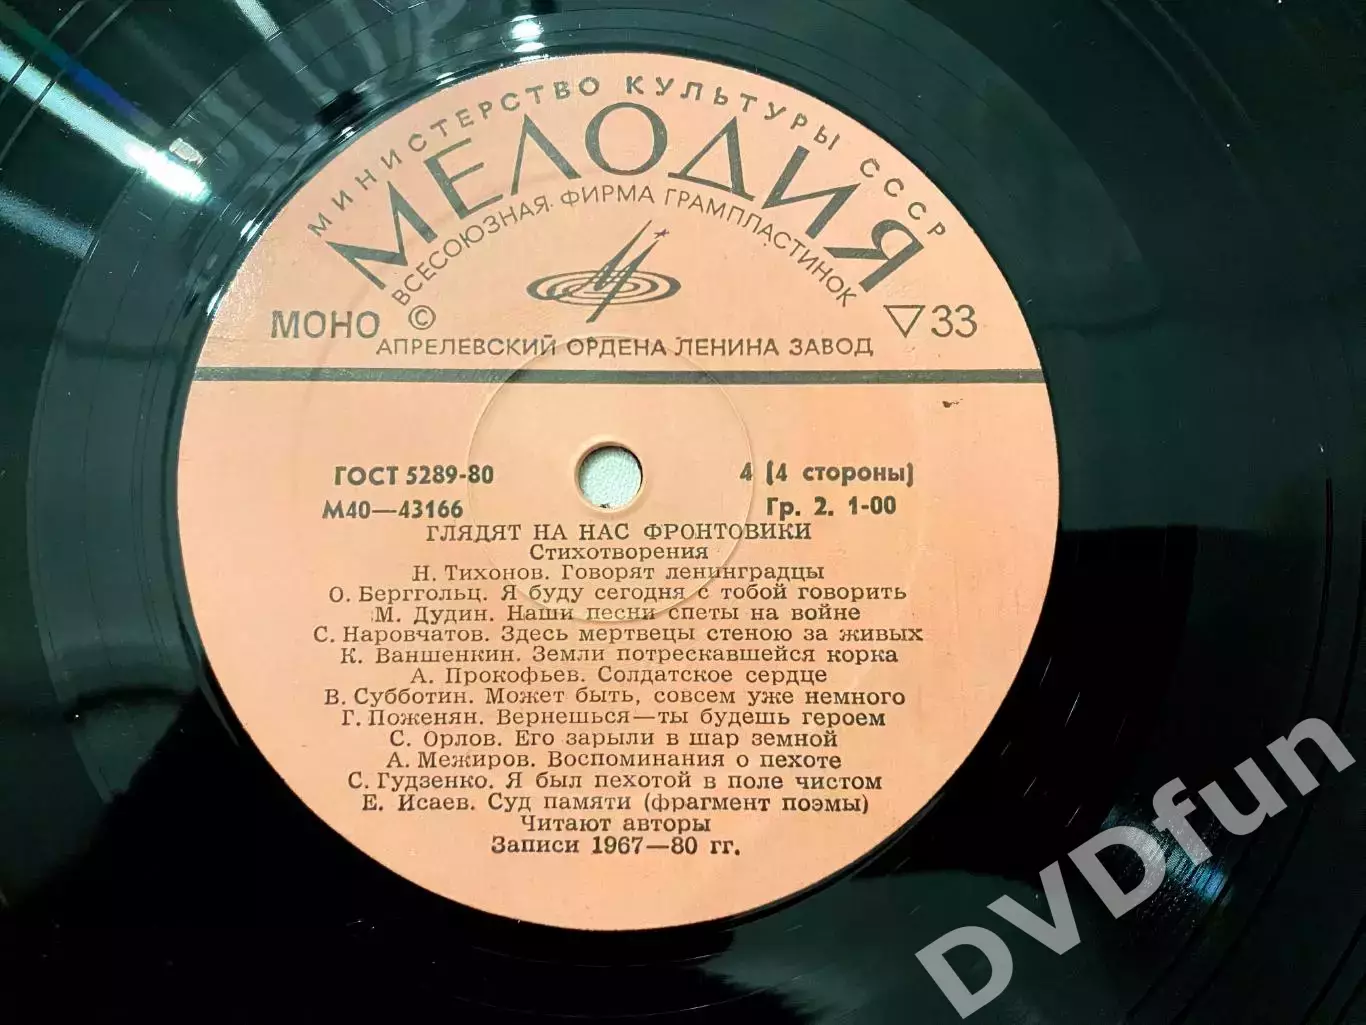 МИНИСТЕРСТВО КУЛЬТУРЫ СССР
МЕЛОДИЯ
ВСЕСОЮЗНАЯ ФИРМА ГРАМПЛАСТИНОК
МОНО © ▽33
АПРЕЛЕВСКИЙ ОРДЕНА ЛЕНИНА ЗАВОД
ГОСТ 5289-80 4 (4 стороны)
М40—43166 Гр. 2. 1-00
ГЛЯДЯТ НА НАС ФРОНТОВИКИ
Стихотворения
Н. Тихонов. Говорят ленинградцы
О. Берггольц. Я буду сегодня с тобой говорить
М. Дудин. Наши песни спеты на войне
С. Наровчатов. Здесь мертвецы стеною за живых
К. Ваншенкин. Земли потрескавшейся корка
А. Прокофьев. Солдатское сердце
В. Субботин. Может быть, совсем уже немного
Г. Поженян. Вернешься—ты будешь героем
С. Орлов. Его зарыли в шар земной
А. Межиров. Воспоминания о пехоте
С. Гудзенко. Я был пехотой в поле чистом
Е. Исаев. Суд памяти (фрагмент поэмы)
Читают авторы
Записи 1967—80 гг.
DVDfun